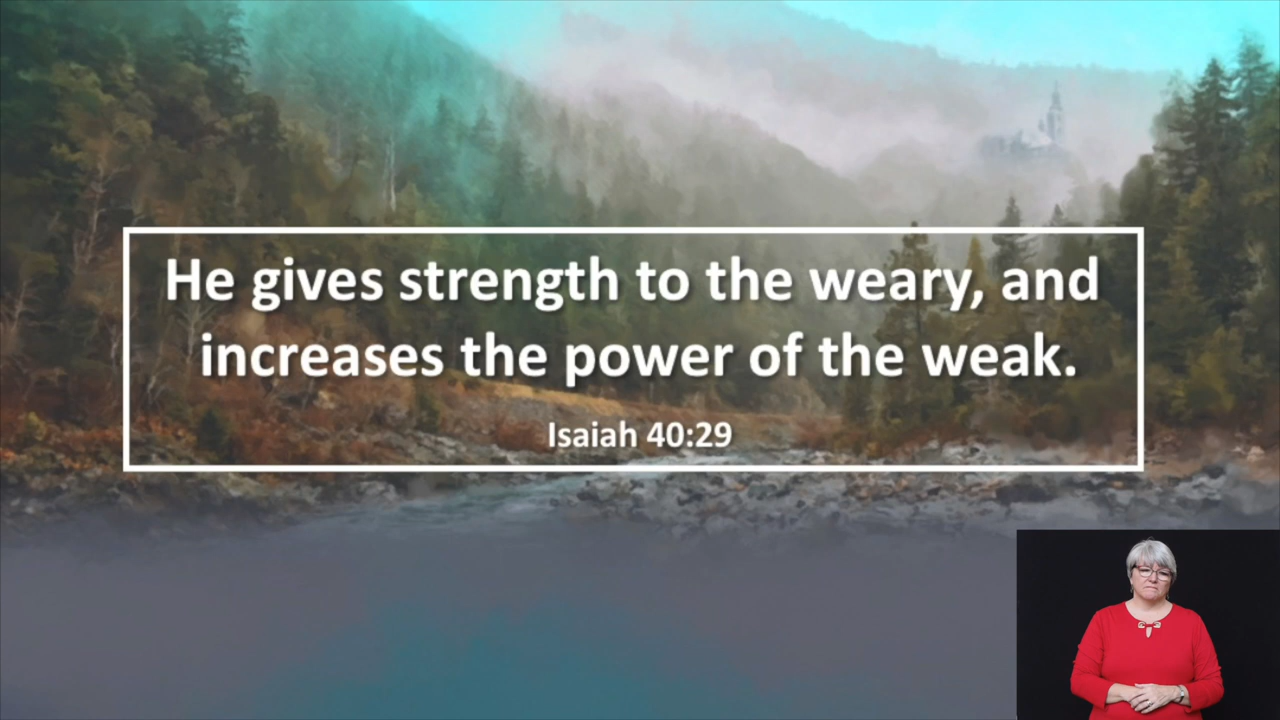 He gives strength to the weary, and
increases the power of the weak.
Isaiah 40:29